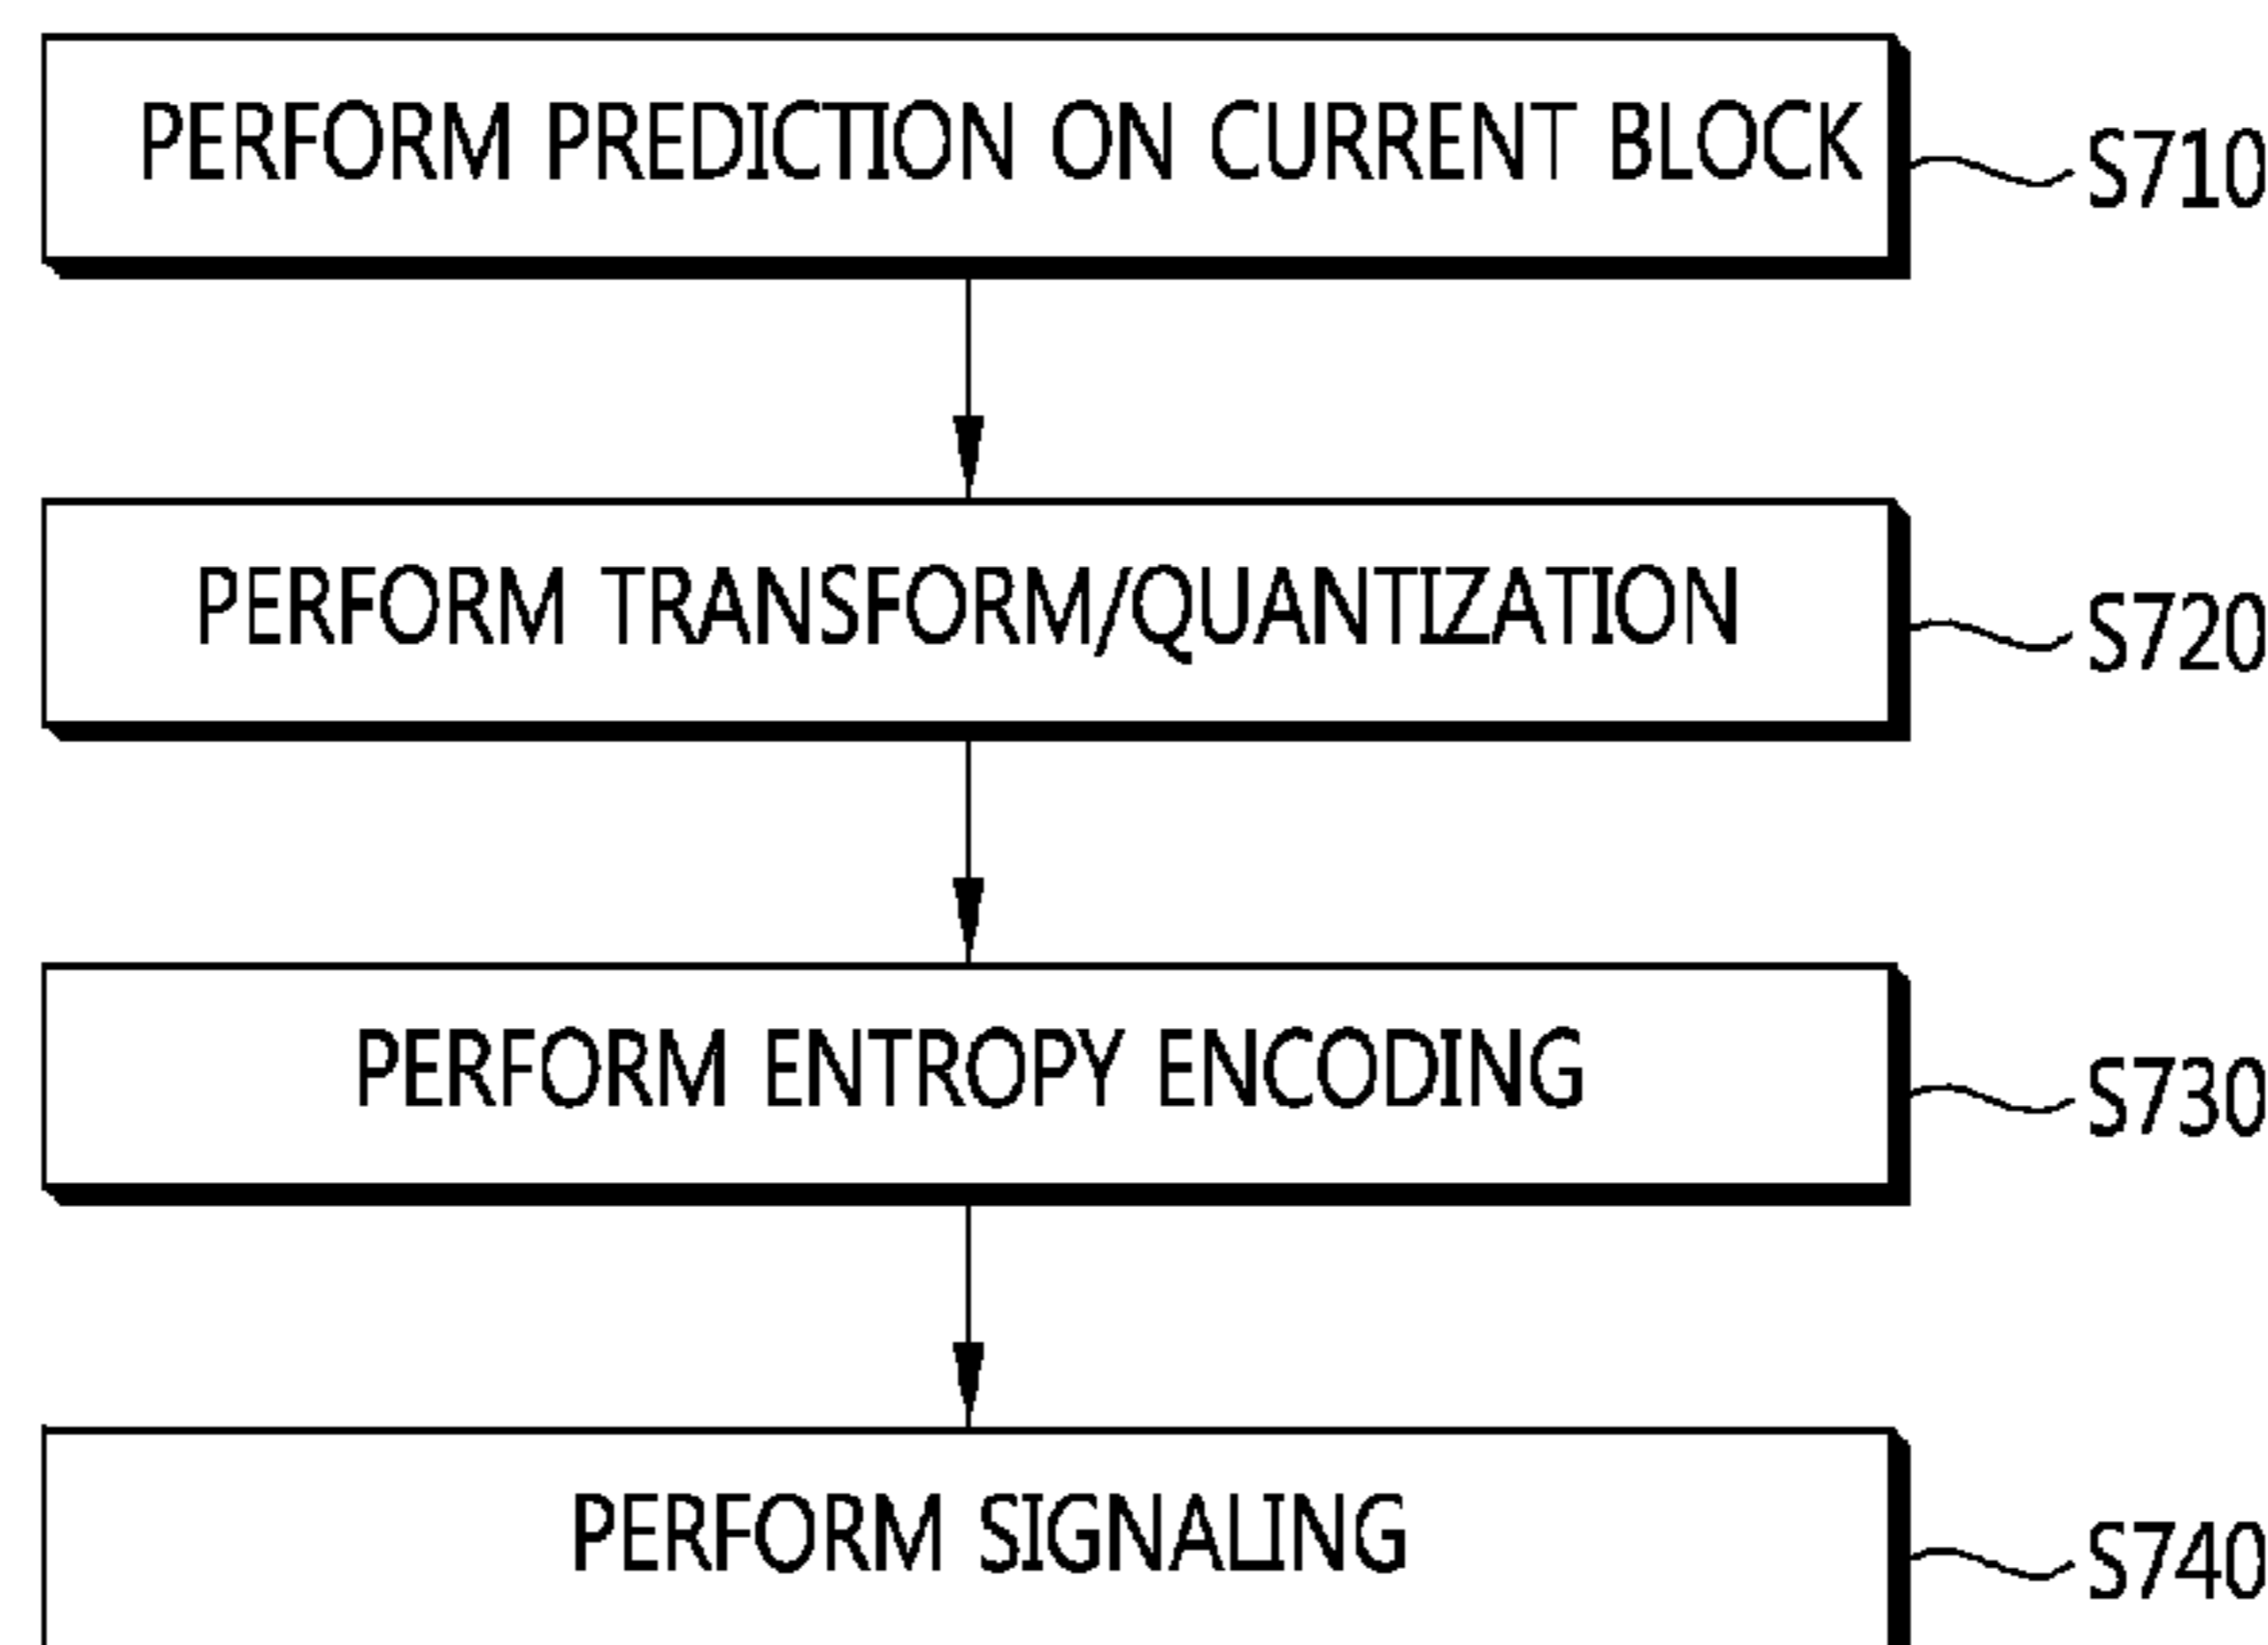 PERFORM PREDICTION ON CURRENT BLOCK
S710
PERFORM TRANSFORM/QUANTIZATION
S720
PERFORM ENTROPY ENCODING
S730
PERFORM SIGNALING
S740